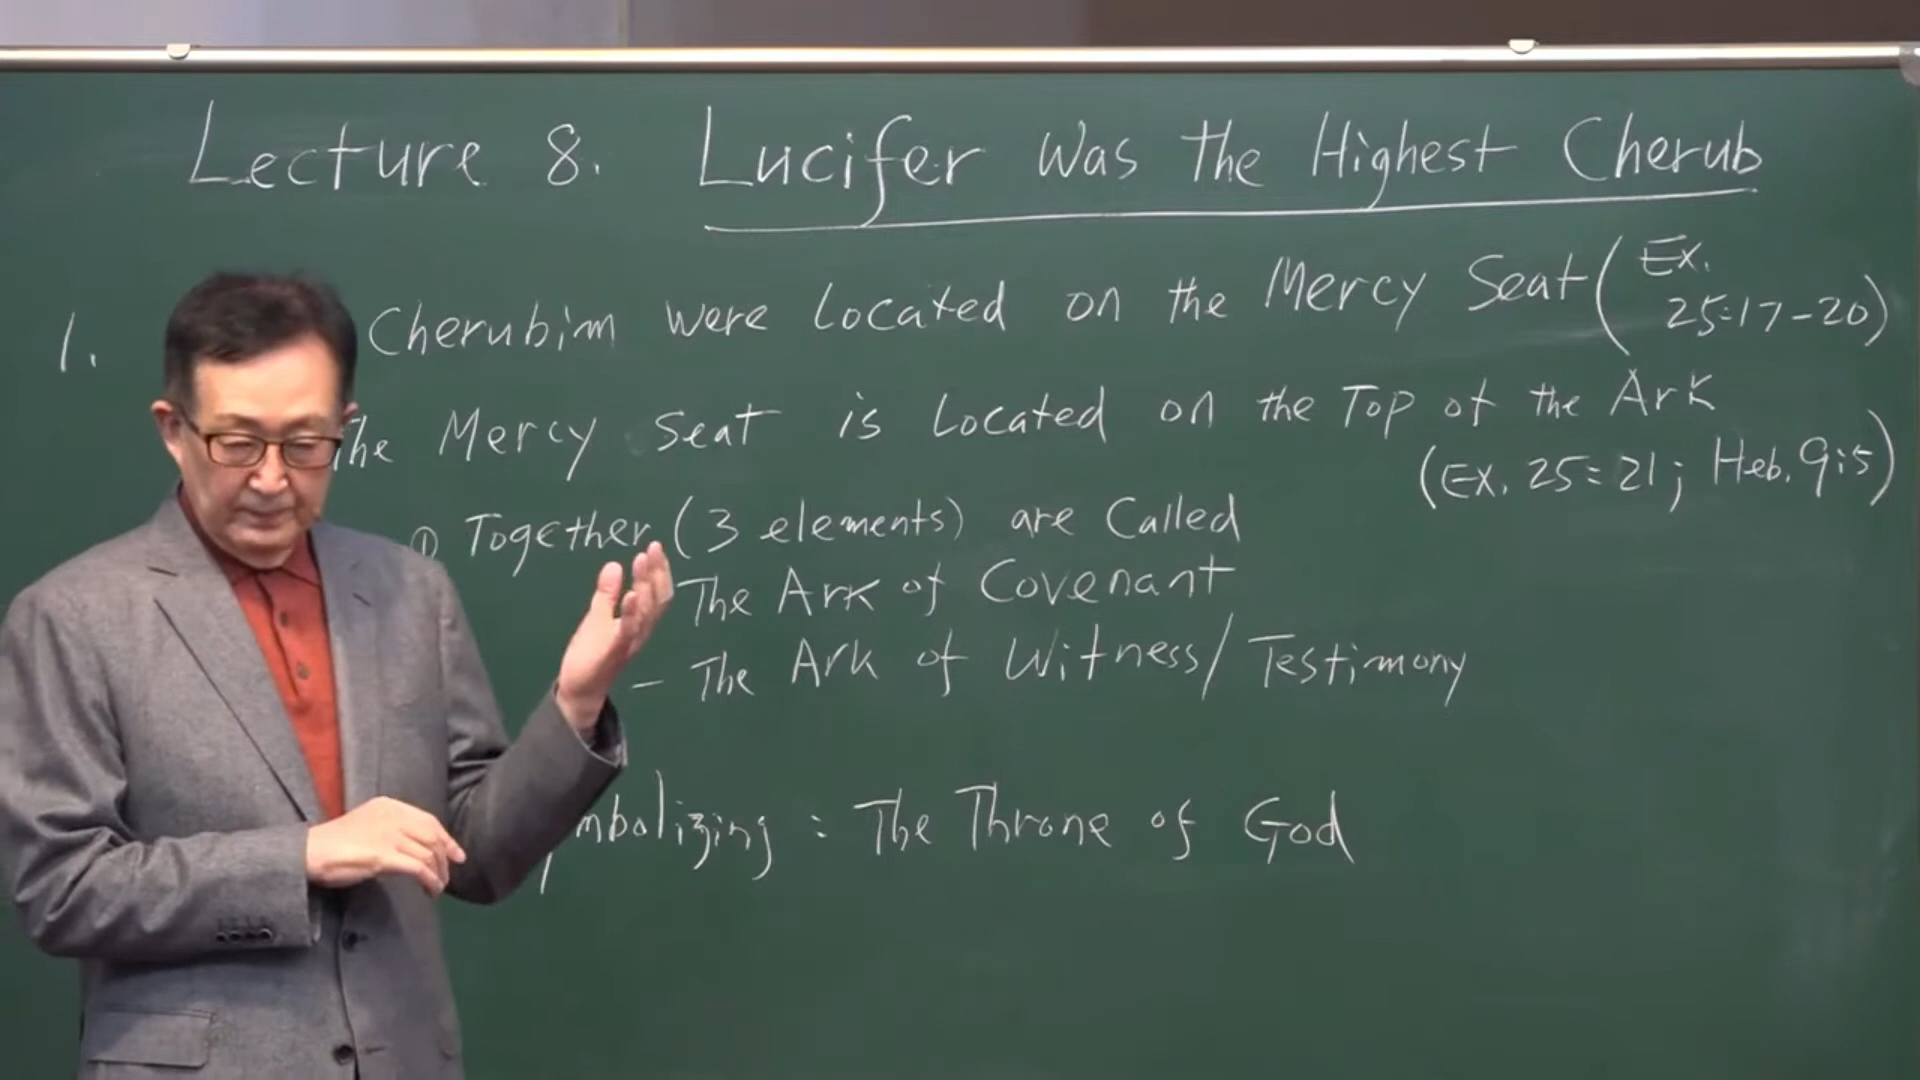 Lecture 8. Lucifer Was the Highest Cherub
1. Cherubim were Located on the Mercy Seat (Ex. 25:17-20)
The Mercy Seat is Located on the Top of the Ark
(Ex. 25:21; Heb. 9:5)
① Together (3 elements) are Called
The Ark of Covenant
- The Ark of Witness/Testimony
: The Throne of God